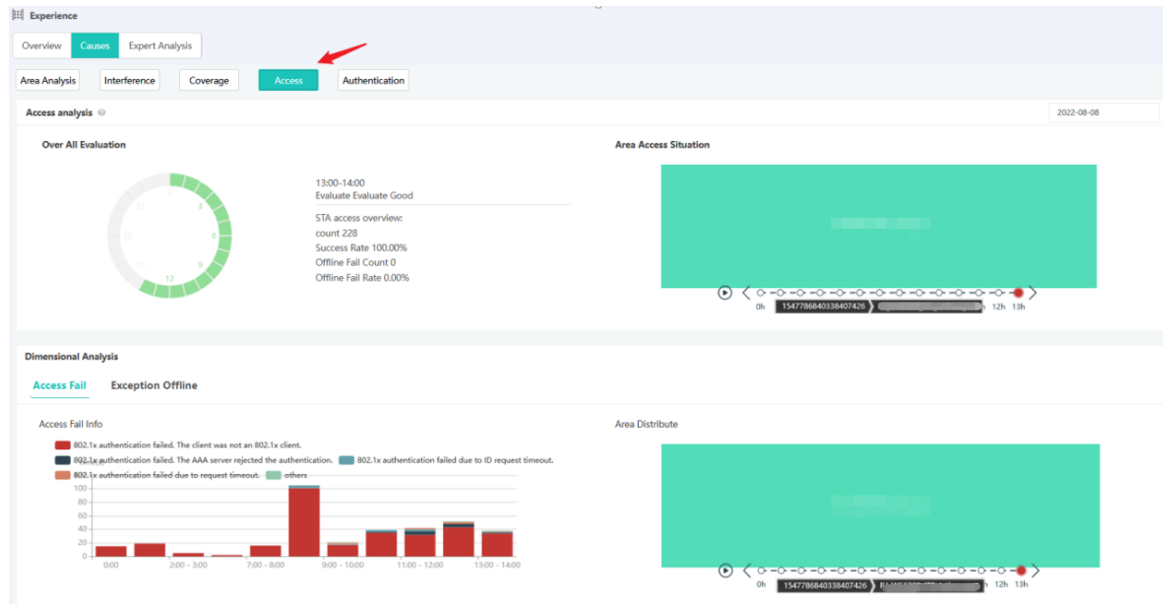 Experience
Overview Causes Expert Analysis
Area Analysis Interference Coverage Access Authentication
Access analysis
2022-08-08
Over All Evaluation
3
6
9
12
13:00-14:00
Evaluate Evaluate Good
STA access overview:
count 228
Success Rate 100.00%
Offline Fail Count 0
Offline Fail Rate 0.00%
Area Access Situation
0h 1547786840338407426 12h 13h
Dimensional Analysis
Access Fail Exception Offline
Access Fail Info
802.1x authentication failed. The client was not an 802.1x client.
802.1x authentication failed. The AAA server rejected the authentication. 802.1x authentication failed due to ID request timeout.
802.1x authentication failed due to request timeout. others
100
80
60
40
20
0
0:00 2:00 - 3:00 7:00 - 8:00 9:00 - 10:00 11:00 - 12:00 13:00 - 14:00
Area Distribute
0h 1547786840338407426 12h 13h